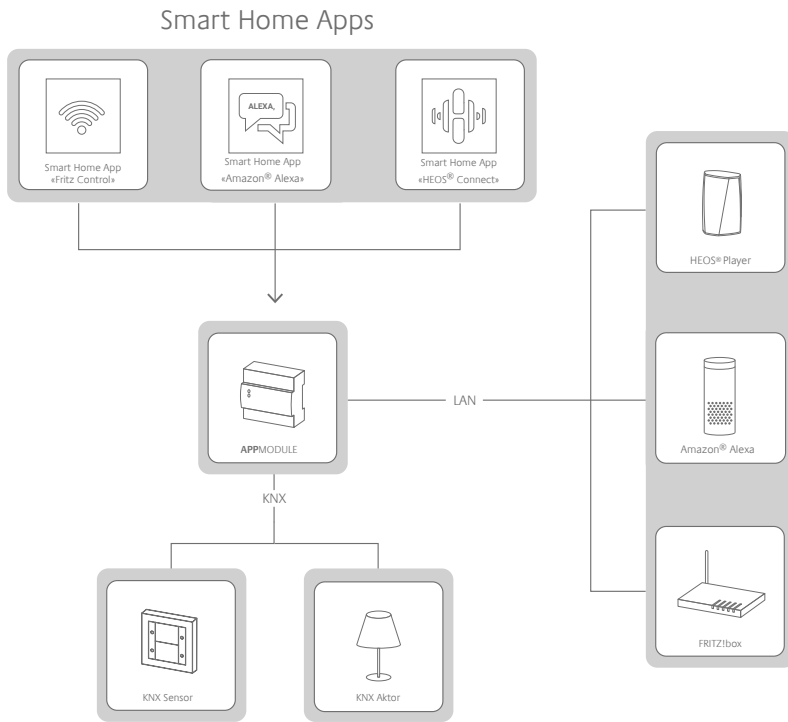 Smart Home Apps
ALEXA,
Smart Home App
«Fritz Control»
Smart Home App
«Amazon® Alexa»
Smart Home App
«HEOS® Connect»
HEOS® Player
APPMODULE
LAN
Amazon® Alexa
KNX
KNX Sensor
KNX Aktor
FRITZ!box